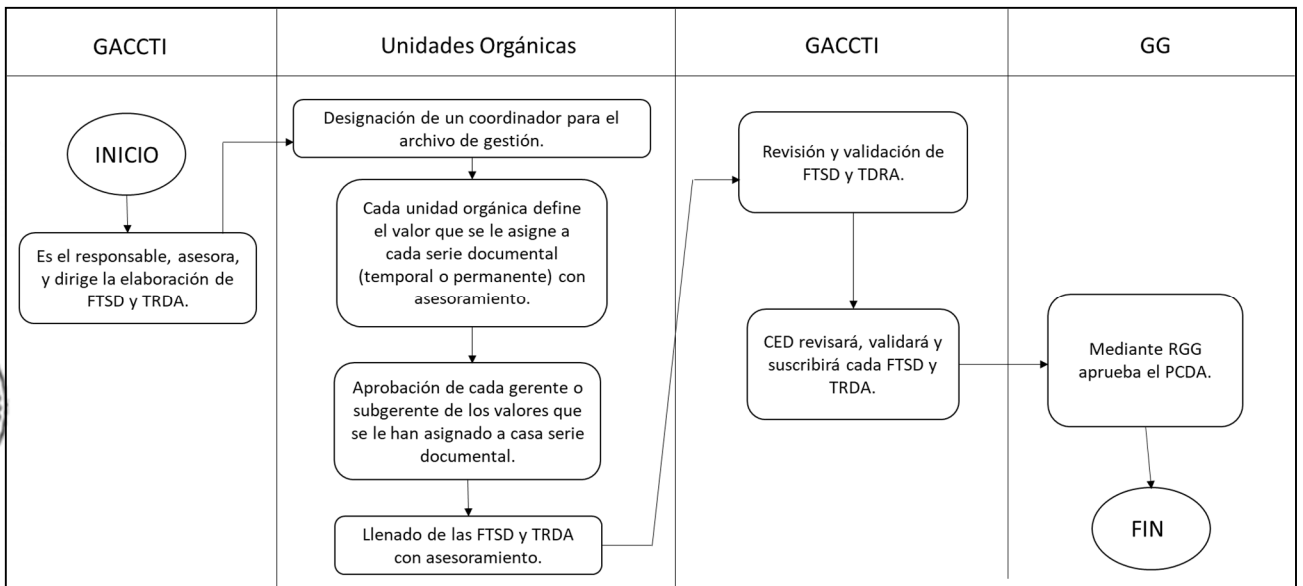 GACCTI
Unidades Orgánicas
GACCTI
GG
INICIO
Es el responsable, asesora,
y dirige la elaboración de
FTSD y TRDA.
Designación de un coordinador para el
archivo de gestión.
Cada unidad orgánica define
el valor que se le asigne a
cada serie documental
(temporal o permanente) con
asesoramiento.
Aprobación de cada gerente o
subgerente de los valores que
se le han asignado a casa serie
documental.
Llenado de las FTSD y TRDA
con asesoramiento.
Revisión y validación de
FTSD y TDRA.
CED revisará, validará y
suscribirá cada FTSD y
TRDA.
Mediante RGG
aprueba el PCDA.
FIN